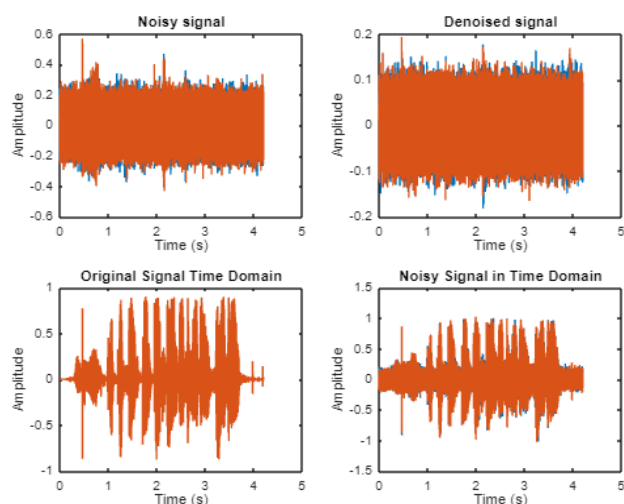 Noisy signal
0.6
0.4
0.2
0
-0.2
-0.4
-0.6
Amplitude
0 1 2 3 4 5
Time (s)
Denoised signal
0.2
0.1
0
-0.1
-0.2
Amplitude
0 1 2 3 4 5
Time (s)
Original Signal Time Domain
1
0.5
0
-0.5
-1
Amplitude
0 1 2 3 4 5
Time (s)
Noisy Signal in Time Domain
1.5
1
0.5
0
-0.5
-1
-1.5
Amplitude
0 1 2 3 4 5
Time (s)